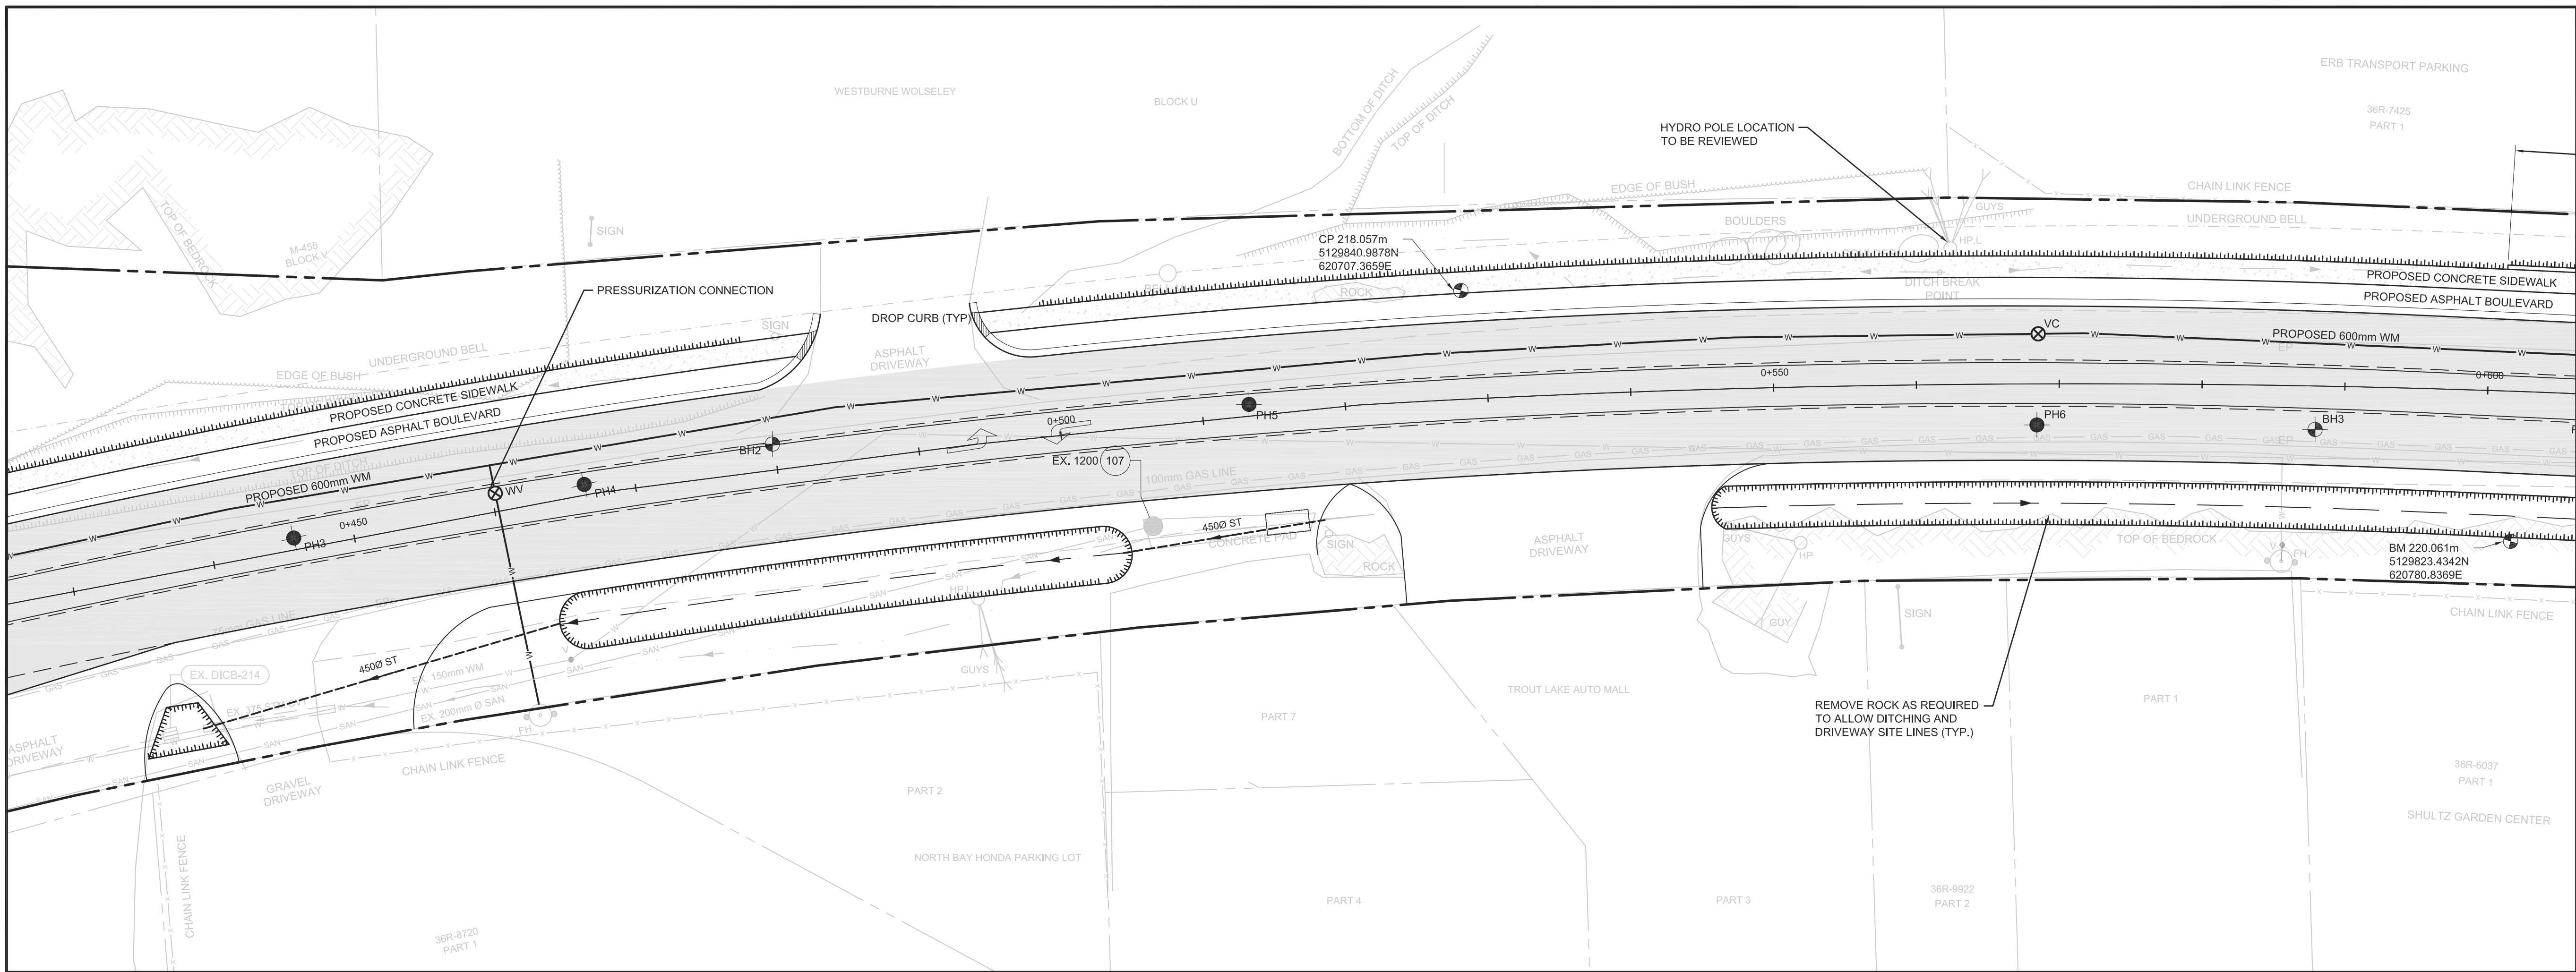 ERB TRANSPORT PARKING
36R-7425
PART 1
WESTBURNE WOLSELEY
BLOCK U
BOTTOM OF DITCH
TOP OF DITCH
HYDRO POLE LOCATION
TO BE REVIEWED
EDGE OF BUSH
CHAIN LINK FENCE
GUYS
UNDERGROUND BELL
BOULDERS
HP,L
TOP OF BEDROCK
M-455
BLOCK V
SIGN
CP 218.057m
5129840.9878N
620707.3659E
PRESSURIZATION CONNECTION
ROCK
DITCH BREAK
POINT
PROPOSED CONCRETE SIDEWALK
PROPOSED ASPHALT BOULEVARD
DROP CURB (TYP)
SIGN
VC
PROPOSED 600mm WM
EP
UNDERGROUND BELL
EDGE OF BUSH
ASPHALT
DRIVEWAY
0+550
0+600
PROPOSED CONCRETE SIDEWALK
PROPOSED ASPHALT BOULEVARD
0+500
PH5
PH6
BH3
EP
BH2
EX. 1200
107
100mm GAS LINE
TOP OF DITCH
PROPOSED 600mm WM
WV
PH4
EP
0+450
PH3
450Ø ST
CONCRETE PAD
SIGN
ROCK
ASPHALT
DRIVEWAY
GUYS
HP
TOP OF BEDROCK
V
FH
BM 220.061m
5129823.4342N
620780.8369E
GUY
SIGN
CHAIN LINK FENCE
75mm GAS LINE
EX. DICB-214
450Ø ST
EX. 150mm WM
V
GUYS
EX. 200mm Ø SAN
FH
ASPHALT
DRIVEWAY
CHAIN LINK FENCE
GRAVEL
DRIVEWAY
TROUT LAKE AUTO MALL
REMOVE ROCK AS REQUIRED
TO ALLOW DITCHING AND
DRIVEWAY SITE LINES (TYP.)
PART 1
PART 7
PART 2
36R-6037
PART 1
SHULTZ GARDEN CENTER
NORTH BAY HONDA PARKING LOT
CHAIN LINK FENCE
36R-8720
PART 1
PART 4
PART 3
36R-9922
PART 2